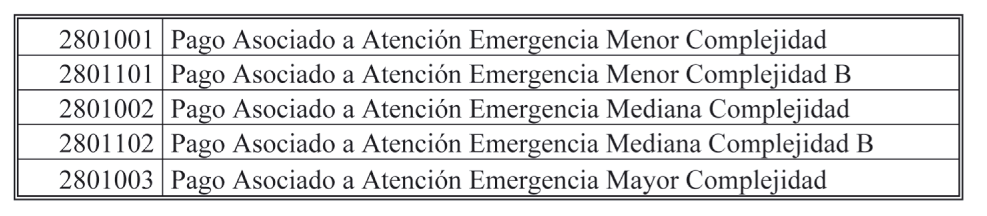 2801001 Pago Asociado a Atención Emergencia Menor Complejidad
2801101 Pago Asociado a Atención Emergencia Menor Complejidad B
2801002 Pago Asociado a Atención Emergencia Mediana Complejidad
2801102 Pago Asociado a Atención Emergencia Mediana Complejidad B
2801003 Pago Asociado a Atención Emergencia Mayor Complejidad